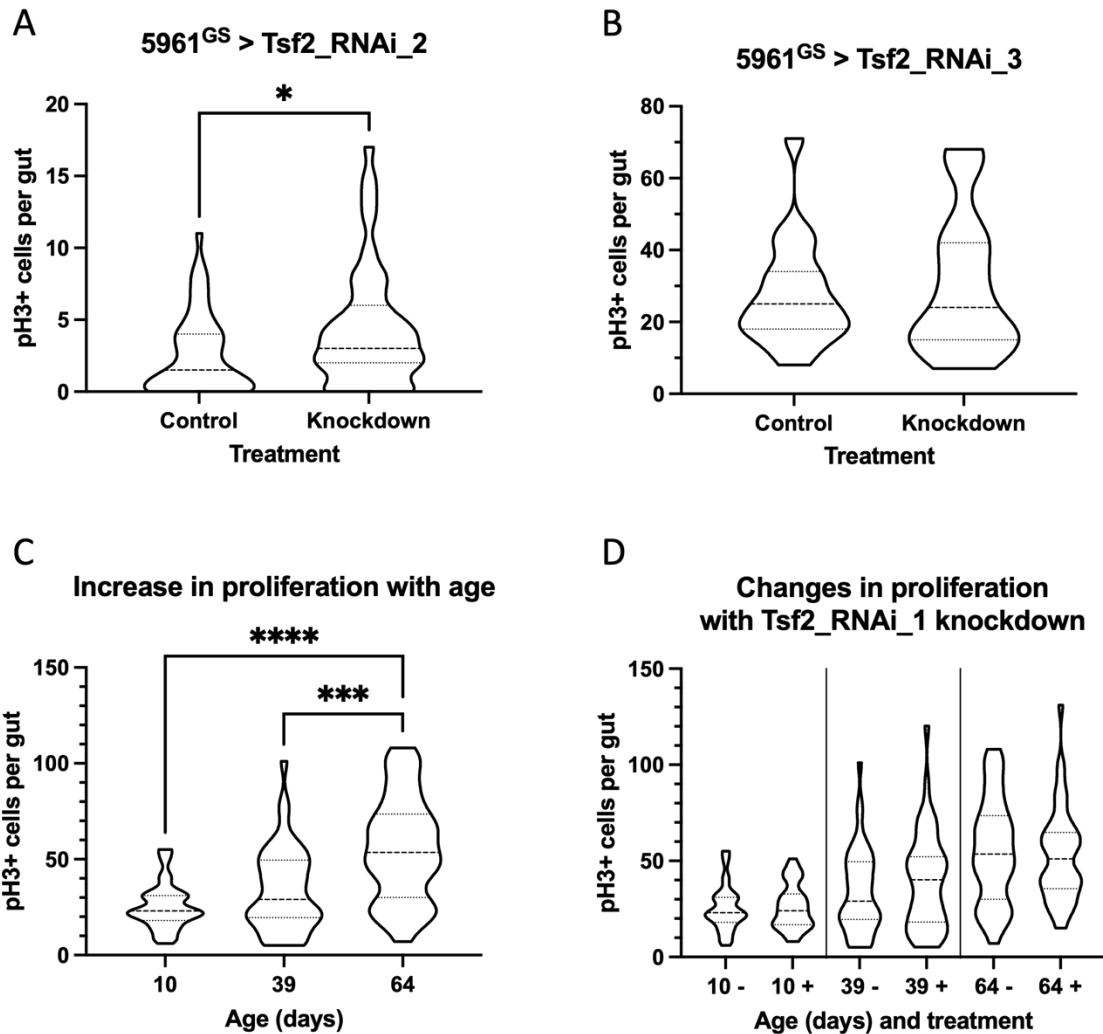 A
5961GS > Tsf2_RNAi_2
*
20
15
10
5
0
pH3+ cells per gut
Control Knockdown
Treatment
B
5961GS > Tsf2_RNAi_3
80
60
40
20
0
pH3+ cells per gut
Control Knockdown
Treatment
C
Increase in proliferation with age
****
***
150
100
50
0
pH3+ cells per gut
10 39 64
Age (days)
D
Changes in proliferation
with Tsf2_RNAi_1 knockdown
150
100
50
0
pH3+ cells per gut
10 - 10 + 39 - 39 + 64 - 64 +
Age (days) and treatment